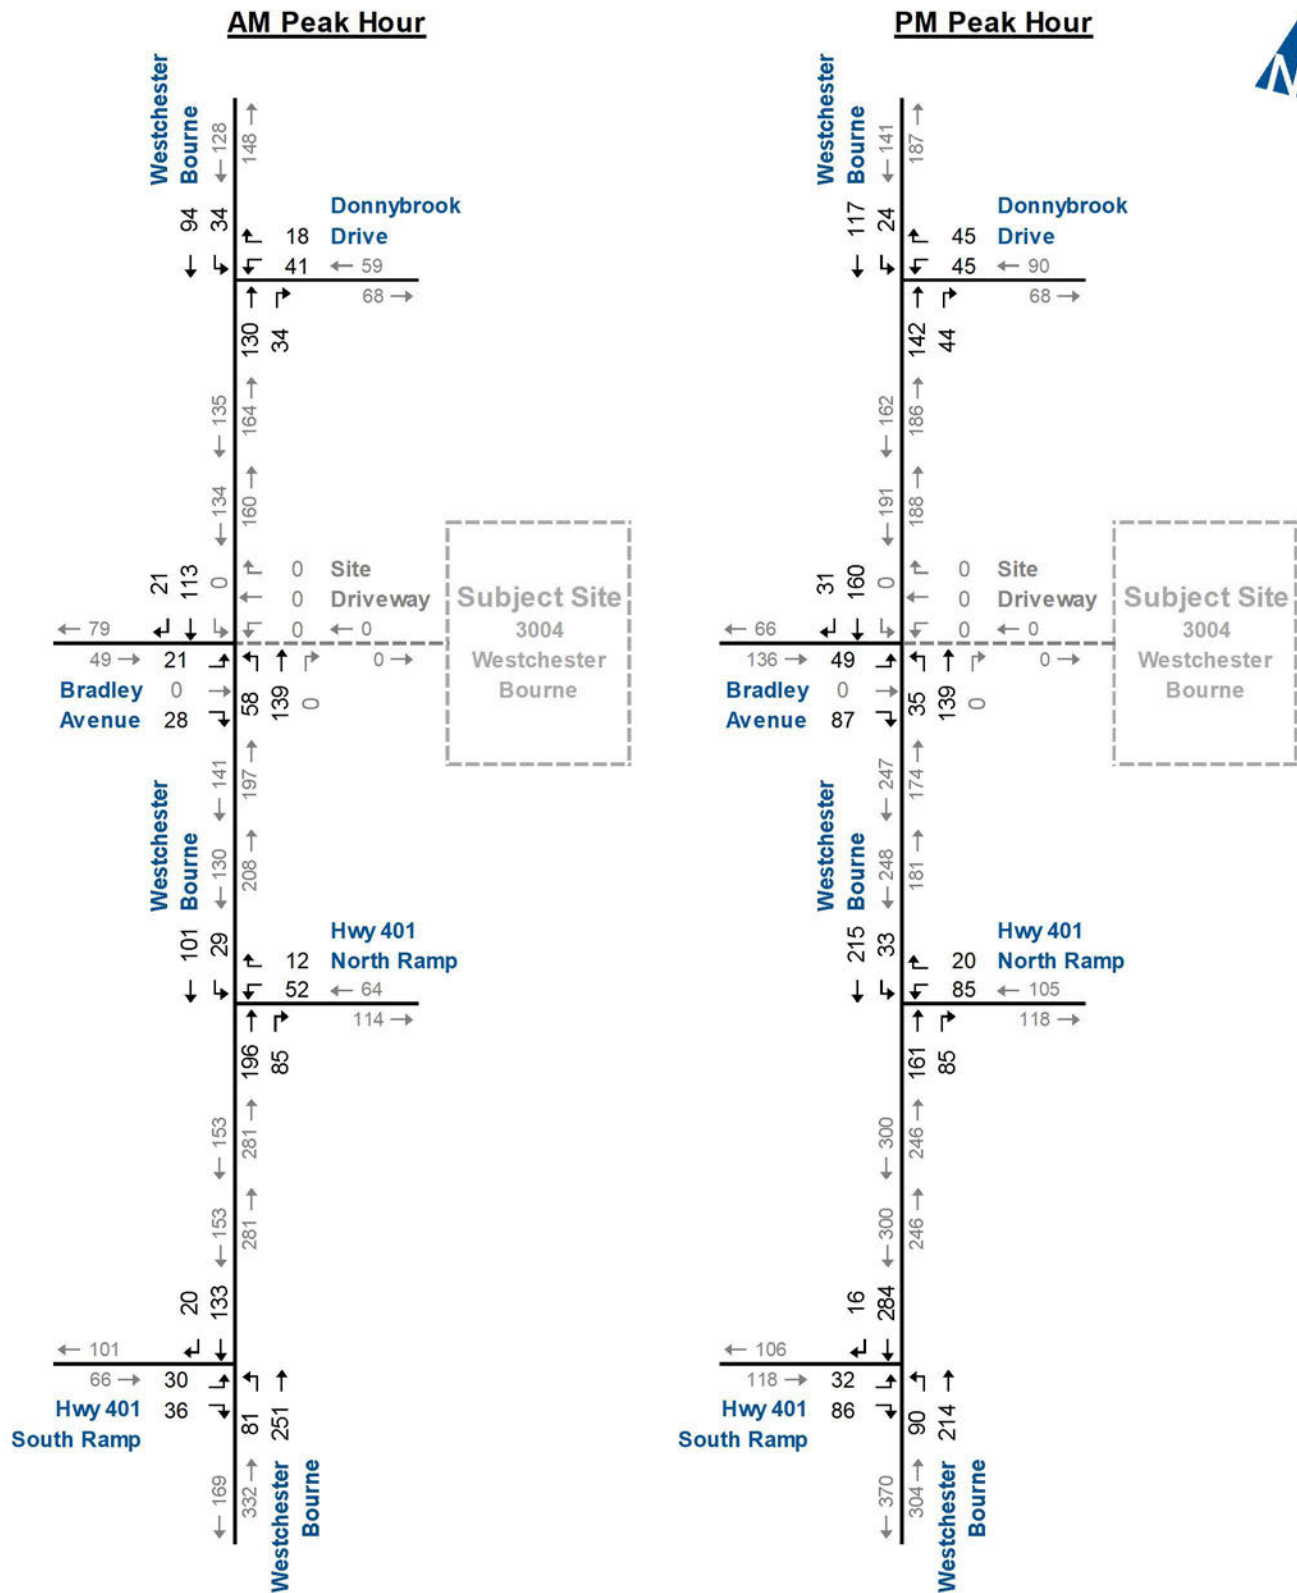 AM Peak Hour
Westchester
Bourne
← 128
148 →
94
34
Donnybrook
18 Drive
41 ← 59
68 →
130
34
← 135
164 →
← 134
160 →
21
113
0
0 Site
0 Driveway
0 ← 0
0 →
Subject Site
3004
Westchester
Bourne
← 79
49 → 21
Bradley 0 →
Avenue 28
58
139
0
← 141
197 →
Westchester
Bourne
← 130
208 →
101
29
Hwy 401
12 North Ramp
52 ← 64
114 →
196
85
← 153
281 →
← 153
281 →
20
133
← 101
66 → 30
Hwy 401 36
South Ramp
81
251
← 169
332 →
Westchester
Bourne
PM Peak Hour
N
Westchester
Bourne
← 141
187 →
117
24
Donnybrook
45 Drive
45 ← 90
68 →
142
44
← 162
186 →
← 191
188 →
31
160
0
0 Site
0 Driveway
0 ← 0
0 →
Subject Site
3004
Westchester
Bourne
← 66
136 → 49
Bradley 0 →
Avenue 87
35
139
0
← 247
174 →
Westchester
Bourne
← 248
181 →
215
33
Hwy 401
20 North Ramp
85 ← 105
118 →
161
85
← 300
246 →
← 300
246 →
16
284
← 106
118 → 32
Hwy 401 86
South Ramp
90
214
← 370
304 →
Westchester
Bourne